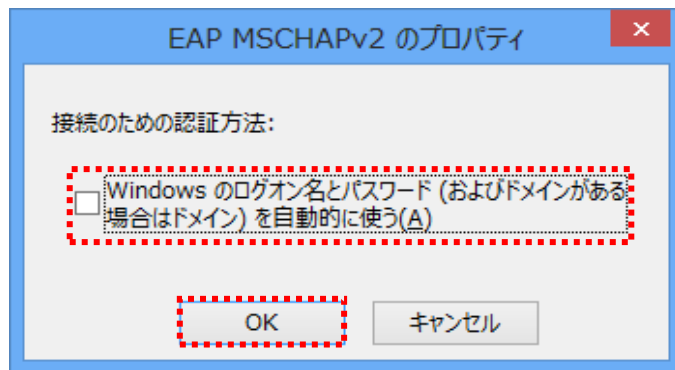 EAP MSCHAPv2 のプロパティ
接続のための認証方法:
Windows のログオン名とパスワード (およびドメインがある
場合はドメイン) を自動的に使う(A)
OK
キャンセル